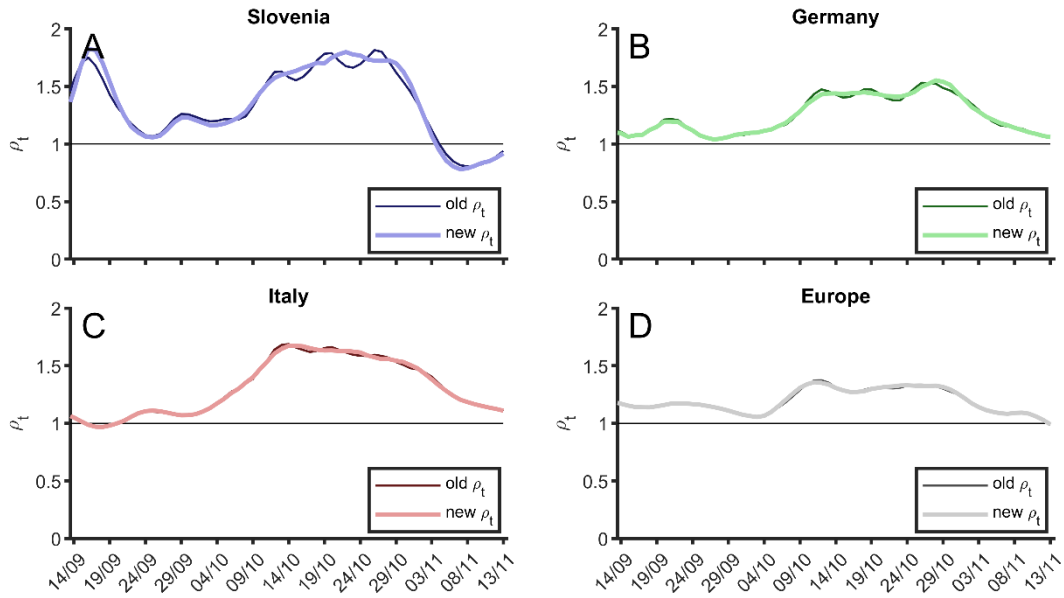 Slovenia
A
2
1.5
1
0.5
0
ρt
old ρt
new ρt
Germany
B
2
1.5
1
0.5
0
ρt
old ρt
new ρt
Italy
C
2
1.5
1
0.5
0
ρt
old ρt
new ρt
14/09
19/09
24/09
29/09
04/10
09/10
14/10
19/10
24/10
29/10
03/11
08/11
13/11
Europe
D
2
1.5
1
0.5
0
ρt
old ρt
new ρt
14/09
19/09
24/09
29/09
04/10
09/10
14/10
19/10
24/10
29/10
03/11
08/11
13/11